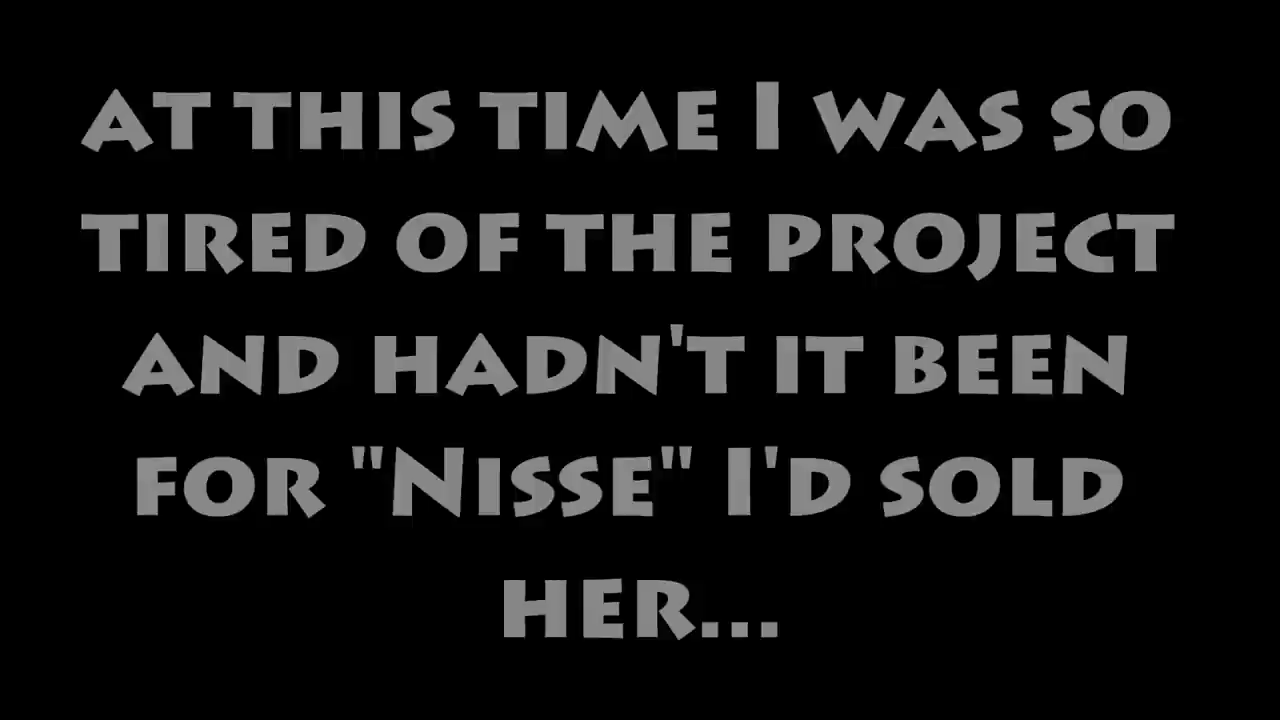 At this time I was so
tired of the project
and hadn't it been
for "Nisse" I'd sold
her...